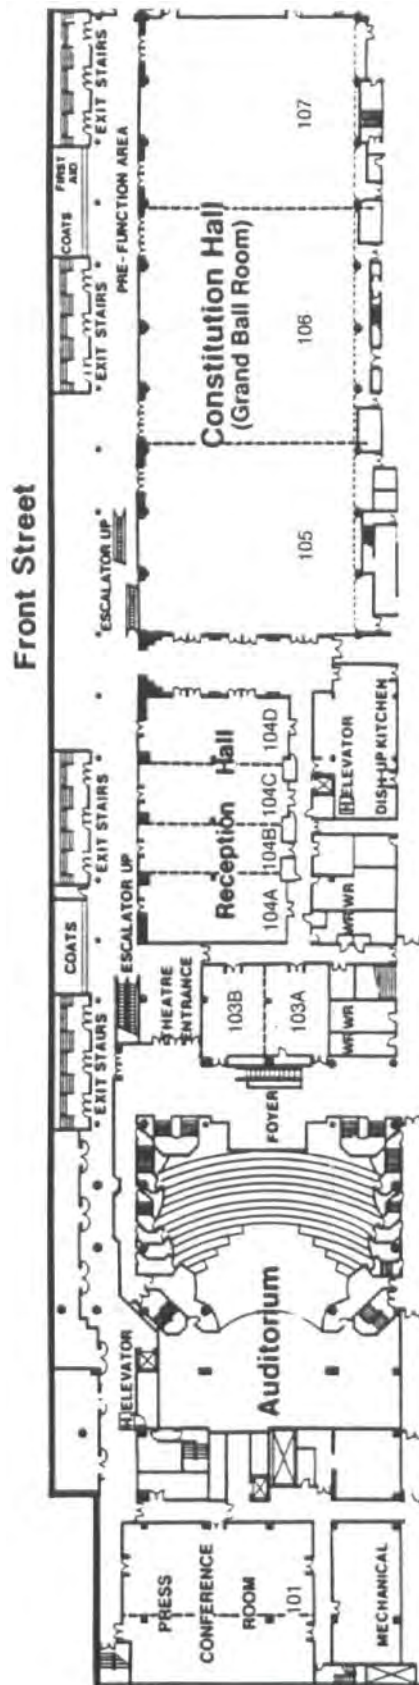 Front Street
EXIT STAIRS
COATS
FIRST AID
EXIT STAIRS
PRE-FUNCTION AREA
107
Constitution Hall
(Grand Ball Room)
106
105
ESCALATOR UP
EXIT STAIRS
COATS
EXIT STAIRS
ESCALATOR UP
Reception Hall
104D
104C
104B
104A
H ELEVATOR
DISH-UP KITCHEN
WR WR
THEATRE
ENTRANCE
103B
103A
WR WR
FOYER
Auditorium
H ELEVATOR
PRESS
CONFERENCE
ROOM
101
MECHANICAL